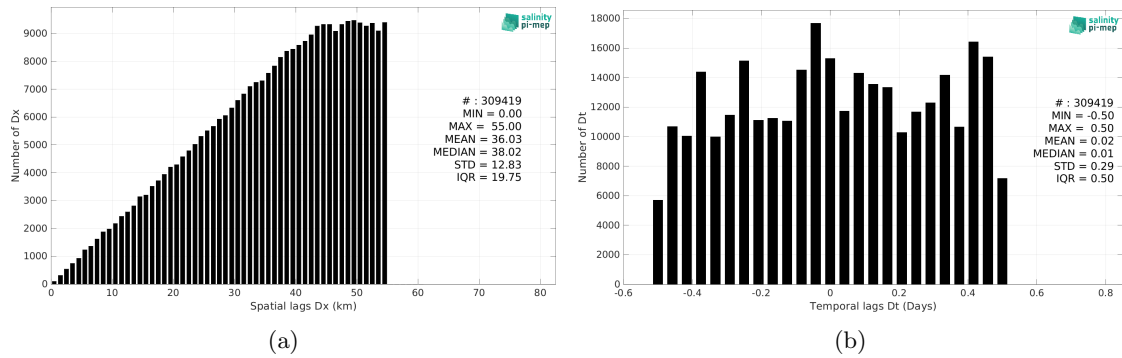 salinity
pi-mep
# : 309419
MIN = 0.00
MAX = 55.00
MEAN = 36.03
MEDIAN = 38.02
STD = 12.83
IQR = 19.75
Number of Dx
9000
8000
7000
6000
5000
4000
3000
2000
1000
0
0 10 20 30 40 50 60 70 80
Spatial lags Dx (km)
(a)
salinity
pi-mep
# : 309419
MIN = -0.50
MAX = 0.50
MEAN = 0.02
MEDIAN = 0.01
STD = 0.29
IQR = 0.50
Number of Dt
18000
16000
14000
12000
10000
8000
6000
4000
2000
0
-0.6 -0.4 -0.2 0 0.2 0.4 0.6 0.8
Temporal lags Dt (Days)
(b)